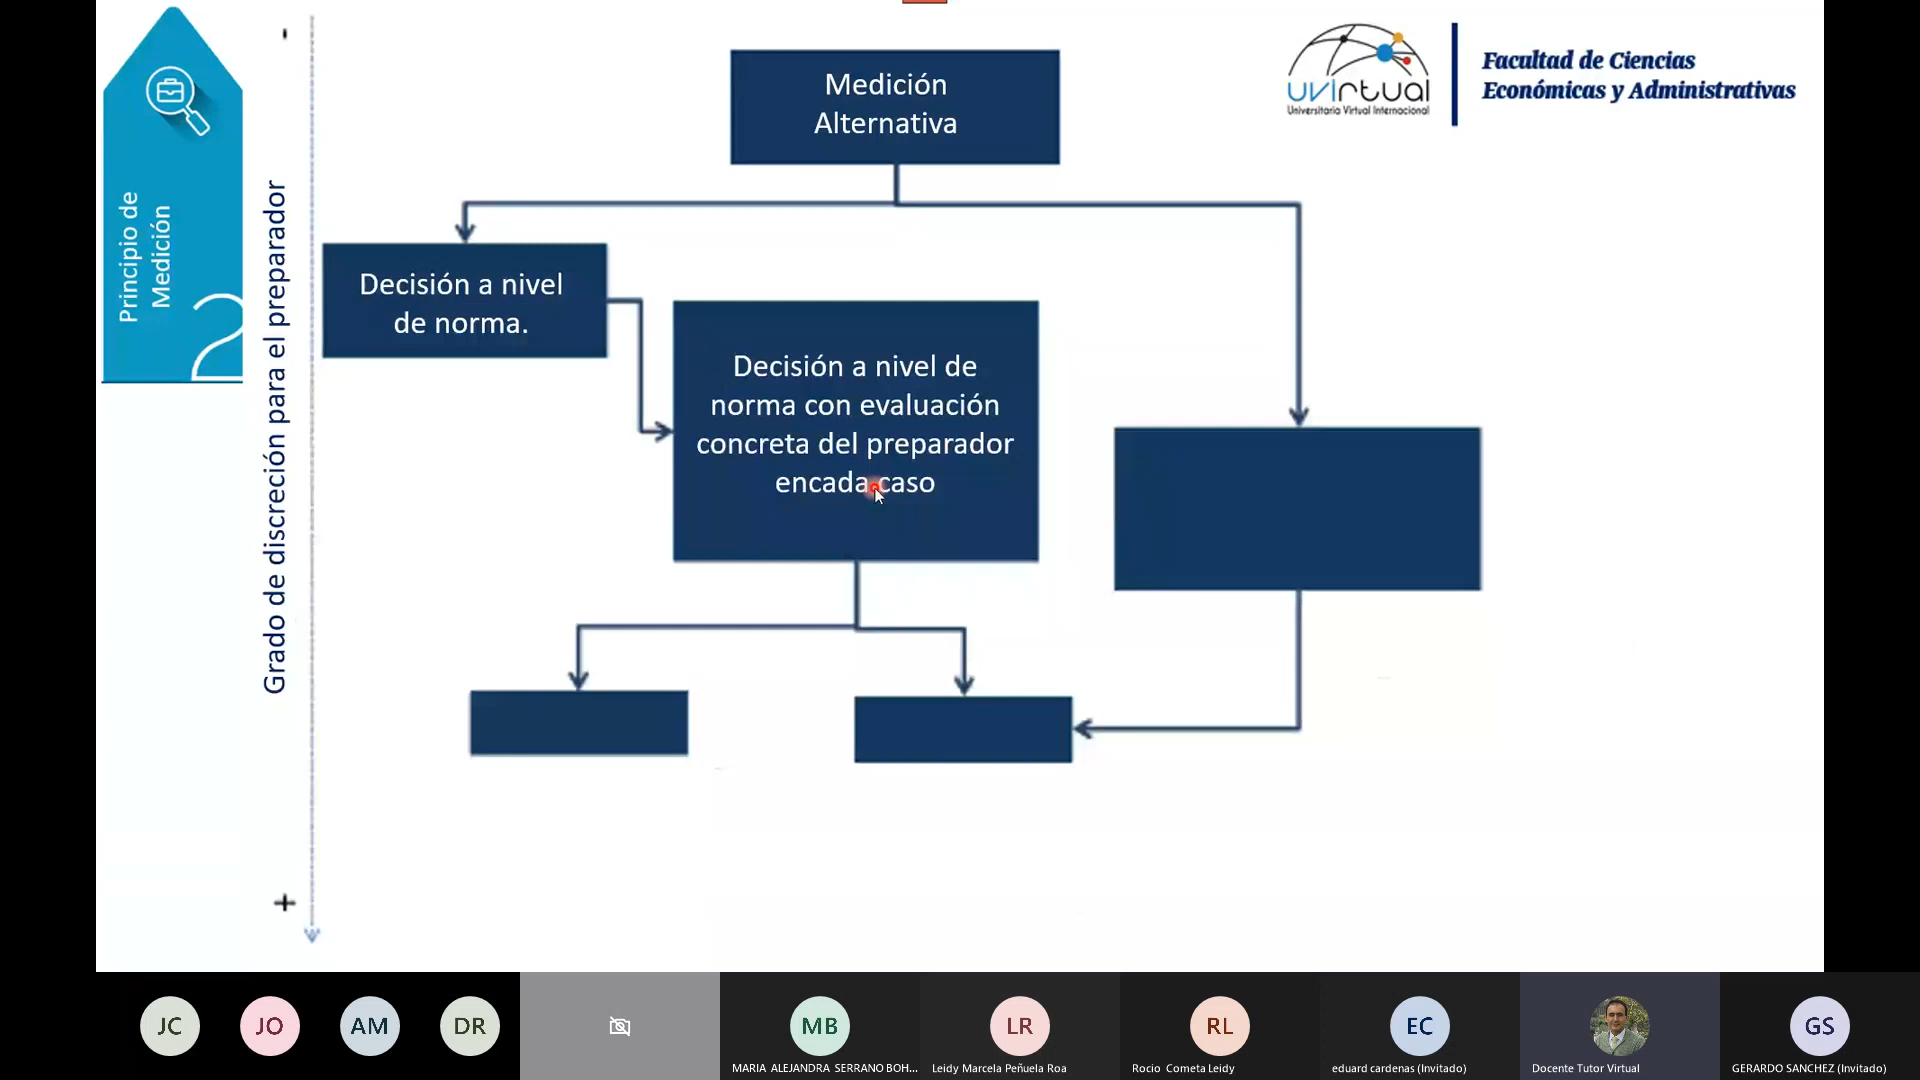 Principio de
Medición
2
Grado de discreción para el preparador
+
Medición
Alternativa
Decisión a nivel
de norma.
Decisión a nivel de
norma con evaluación
concreta del preparador
encada caso
uvirtual
Universitaria Virtual Internacional
Facultad de Ciencias
Económicas y Administrativas
JC
JO
AM
DR
MB
MARIA ALEJANDRA SERRANO BOH...
LR
Leidy Marcela Peñuela Roa
RL
Rocio Cometa Leidy
EC
eduard cardenas (Invitado)
Docente Tutor Virtual
GS
GERARDO SANCHEZ (Invitado)